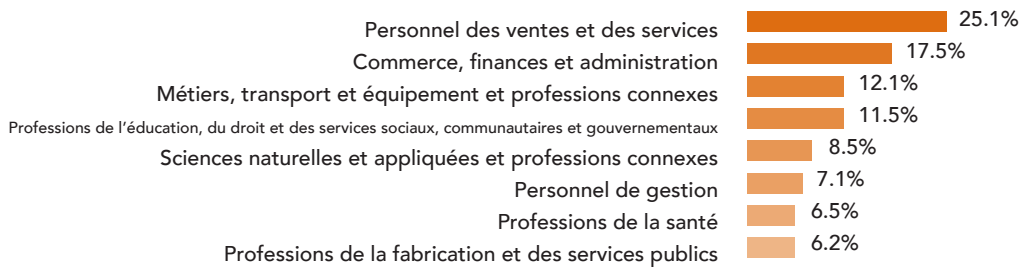 Personnel des ventes et des services 25.1%
Commerce, finances et administration 17.5%
Métiers, transport et équipement et professions connexes 12.1%
Professions de l’éducation, du droit et des services sociaux, communautaires et gouvernementaux 11.5%
Sciences naturelles et appliquées et professions connexes 8.5%
Personnel de gestion 7.1%
Professions de la santé 6.5%
Professions de la fabrication et des services publics 6.2%